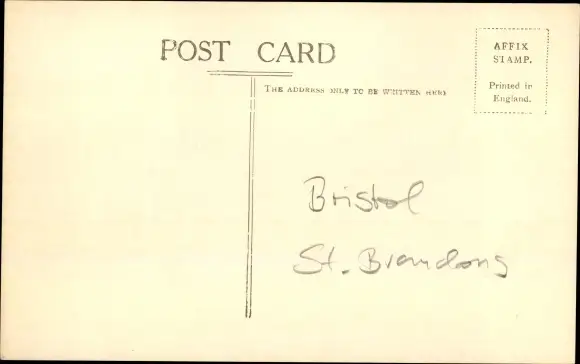 POST CARD
AFFIX
STAMP.
Printed in
England.
THE ADDRESS ONLY TO BE WRITTEN HERE
Bristol
St. Brandons